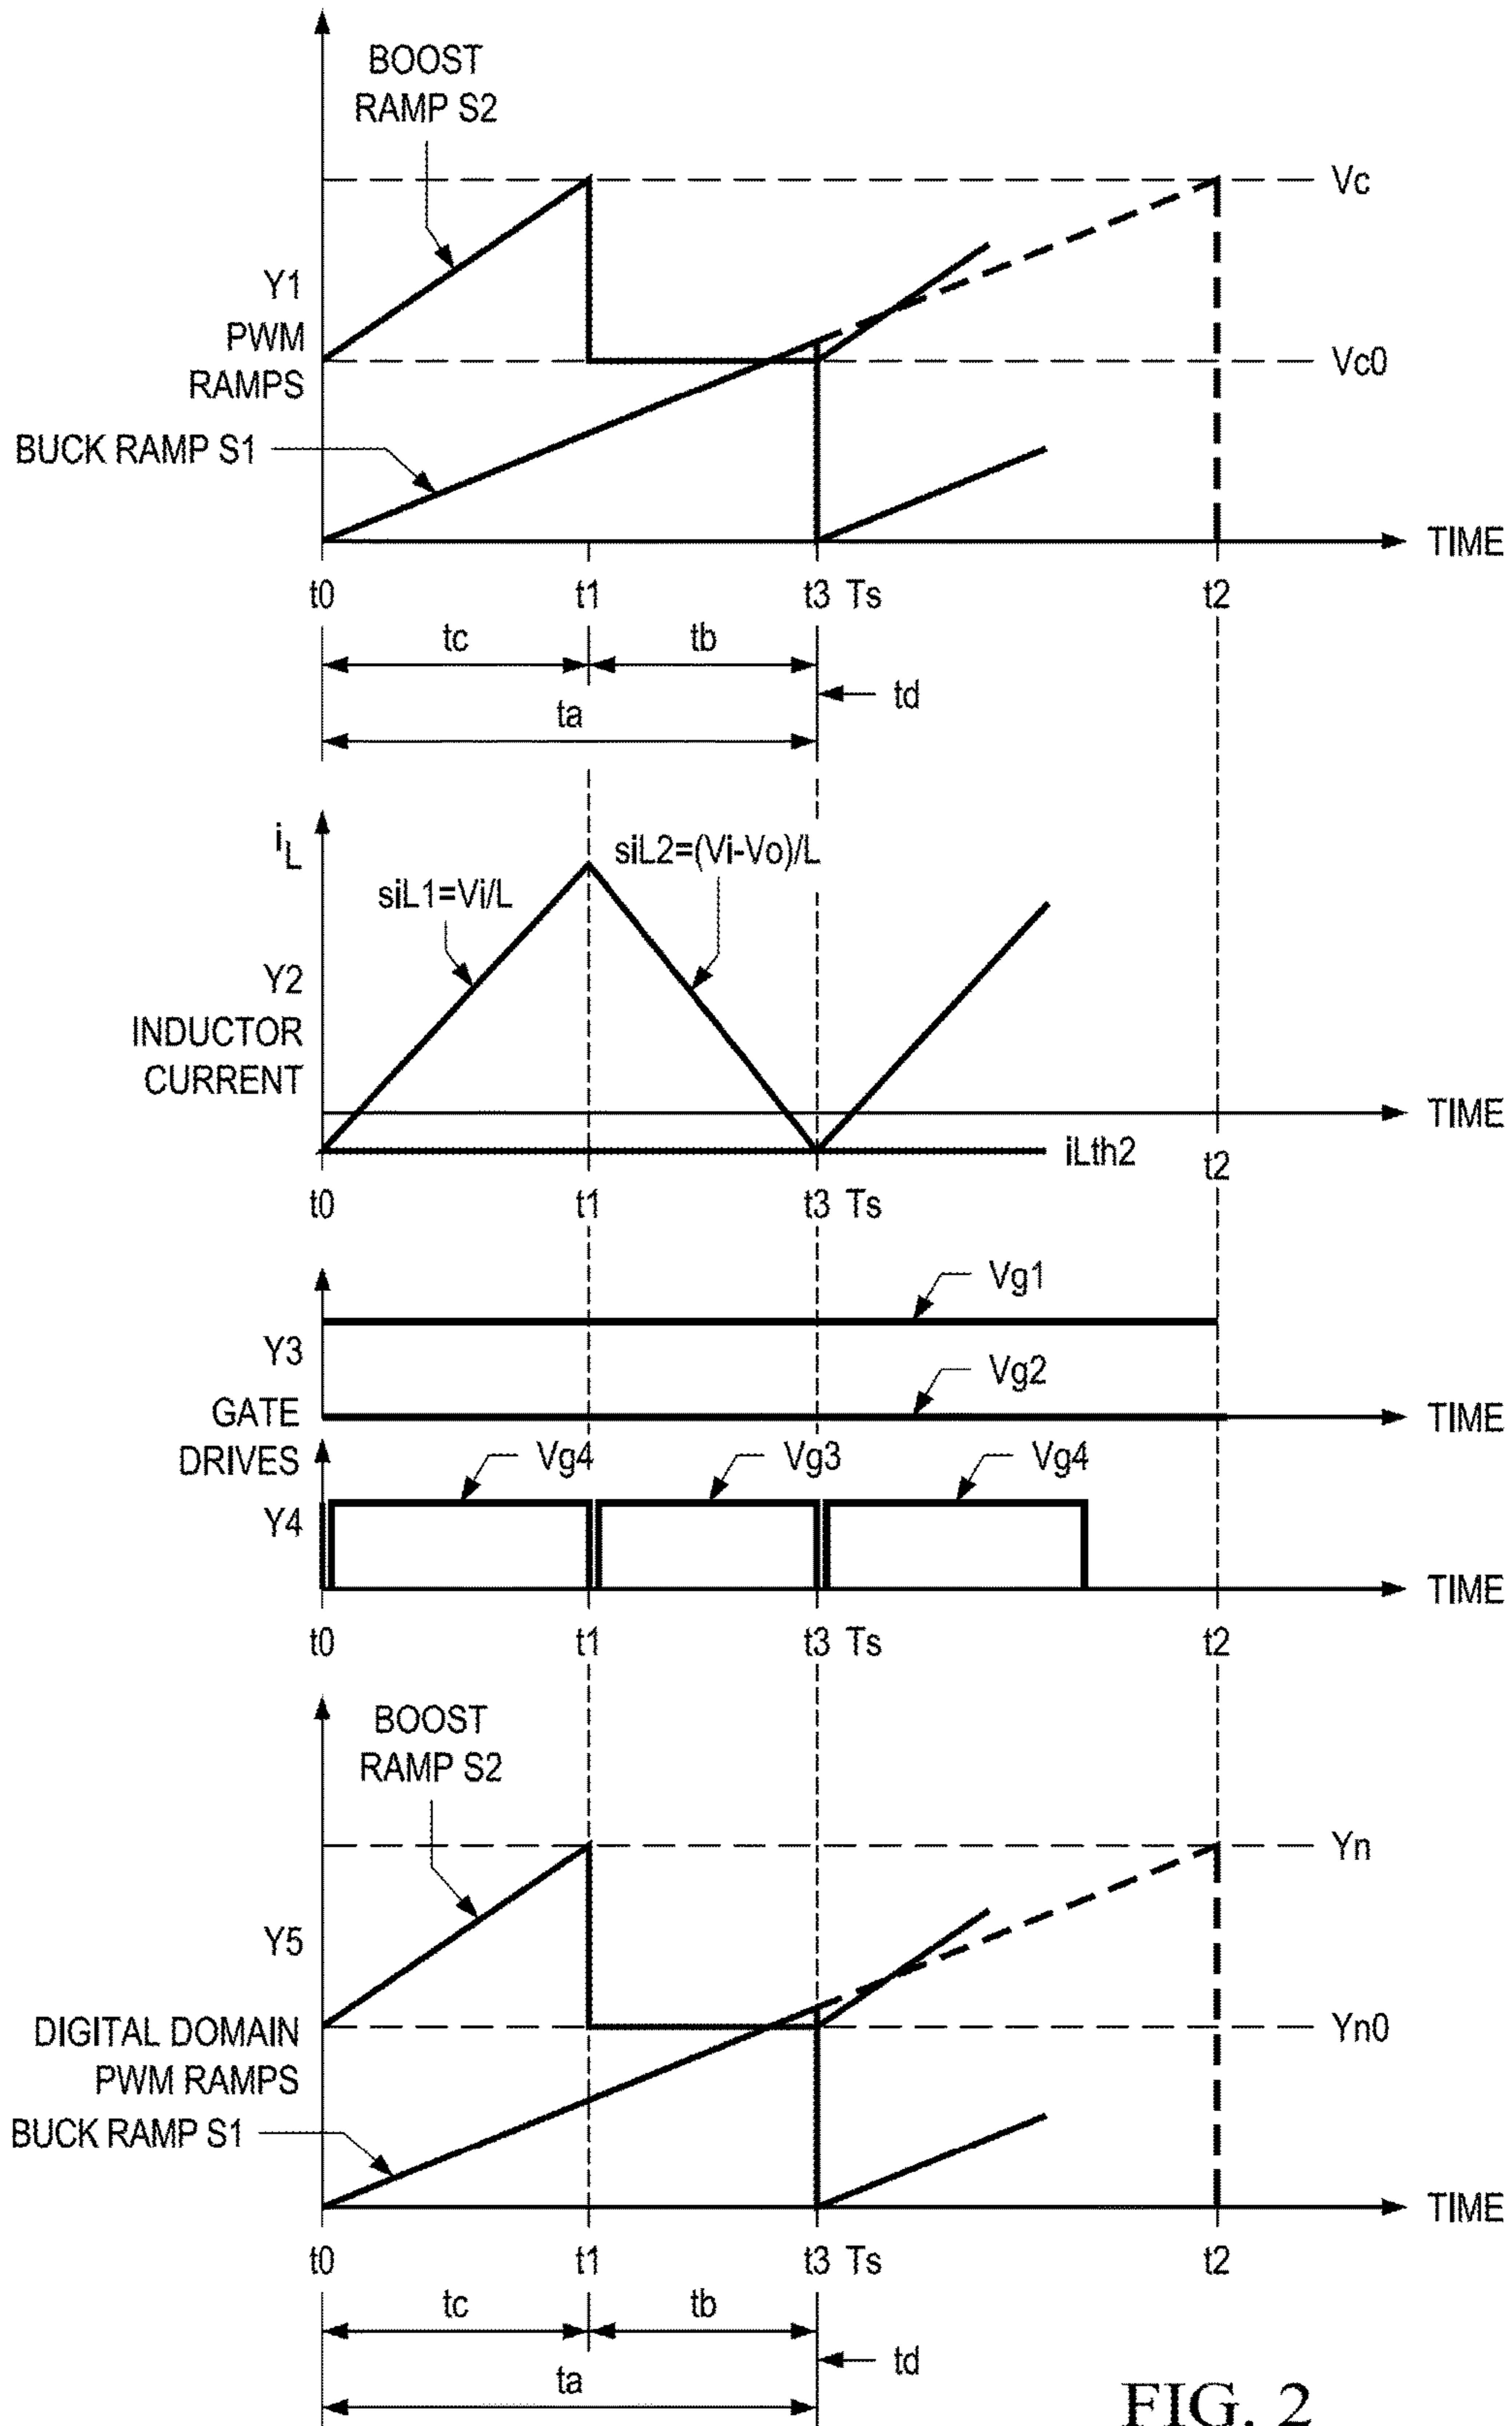 BOOST
RAMP S2
Vc
Y1
PWM
RAMPS
Vc0
BUCK RAMP S1
TIME
t0 t1 t3 Ts t2
tc tb
td
ta
iL
siL1=Vi/L
siL2=(Vi-Vo)/L
Y2
INDUCTOR
CURRENT
TIME
iLth2
t2
t0 t1 t3 Ts
Vg1
Y3
Vg2
GATE
DRIVES
TIME
Vg4 Vg3 Vg4
Y4
TIME
t0 t1 t3 Ts t2
BOOST
RAMP S2
Yn
Y5
DIGITAL DOMAIN
PWM RAMPS
Yn0
BUCK RAMP S1
TIME
t0 t1 t3 Ts t2
tc tb
td
ta
FIG. 2